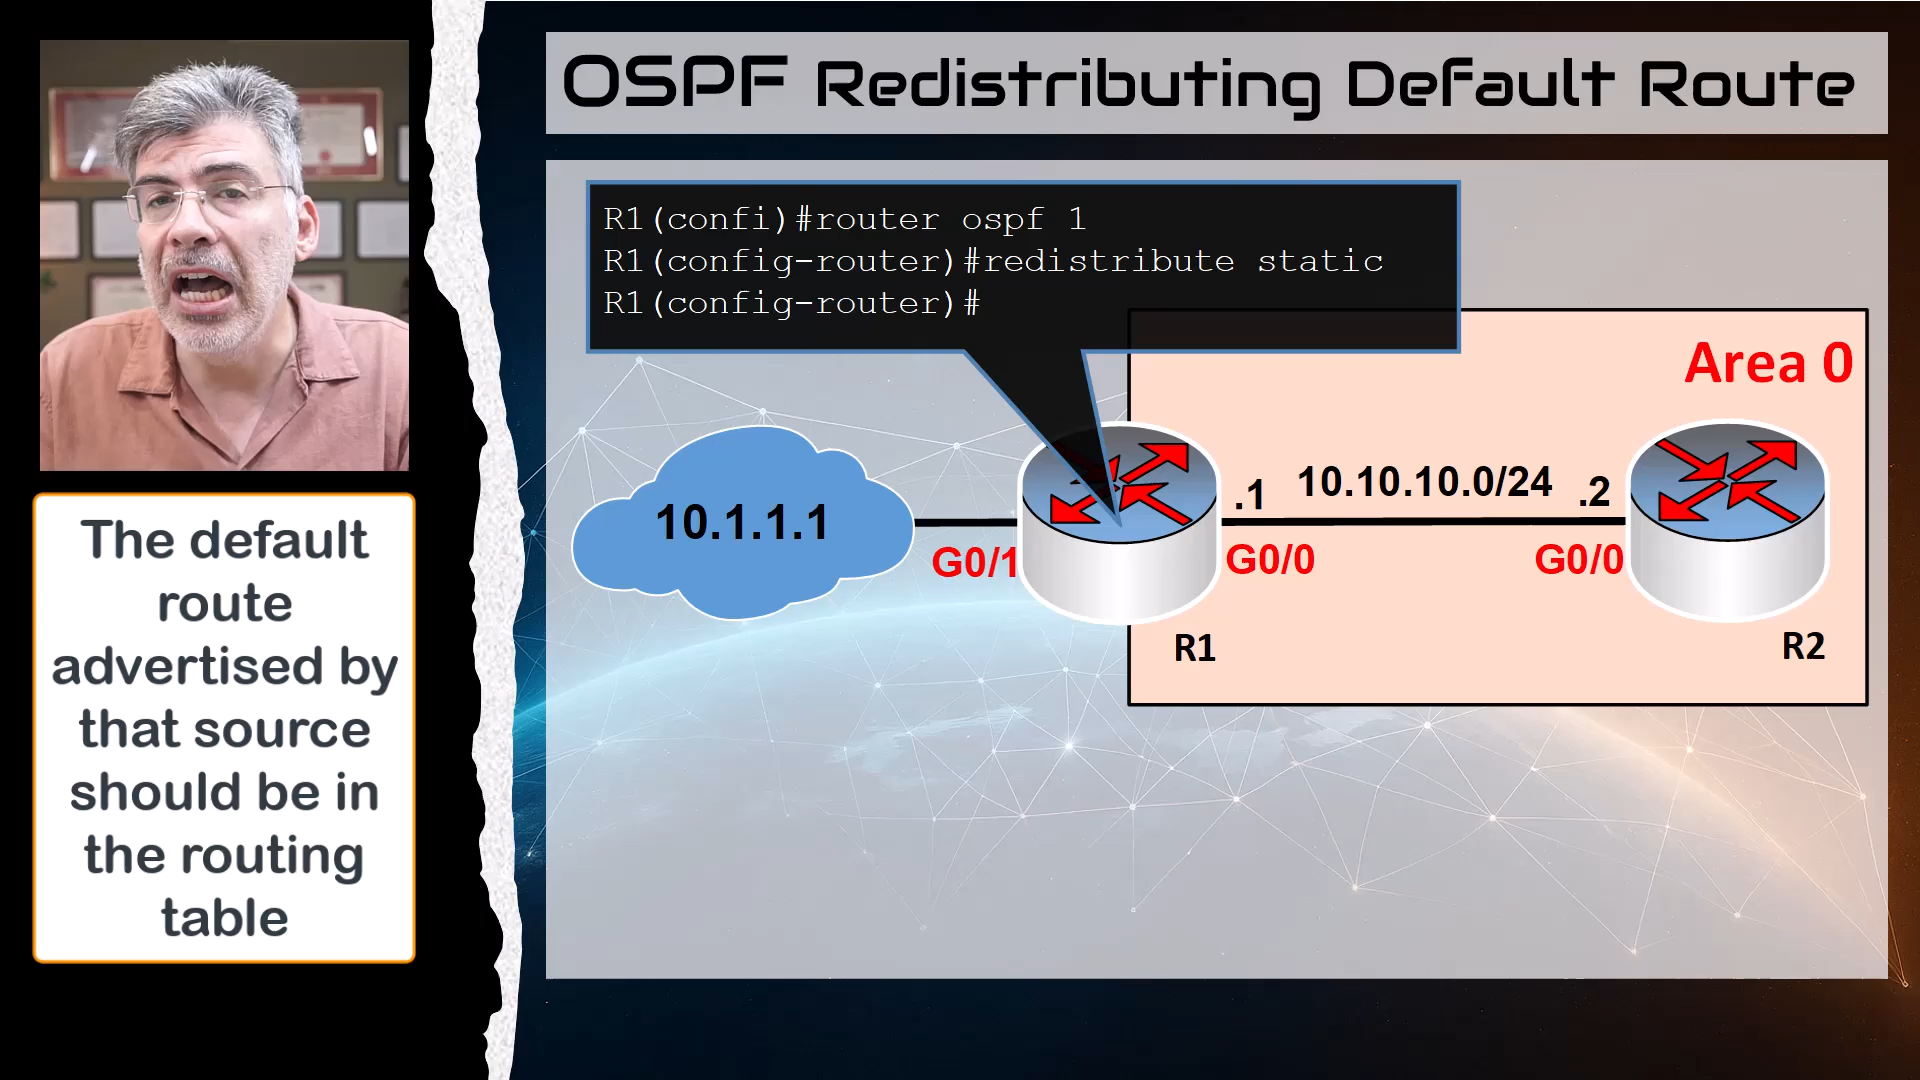 OSPF Redistributing Default Route
R1(confi)#router ospf 1
R1(config-router)#redistribute static
R1(config-router)#
Area 0
10.1.1.1
G0/1
.1
10.10.10.0/24
.2
G0/0
G0/0
R1
R2
The default
route
advertised by
that source
should be in
the routing
table